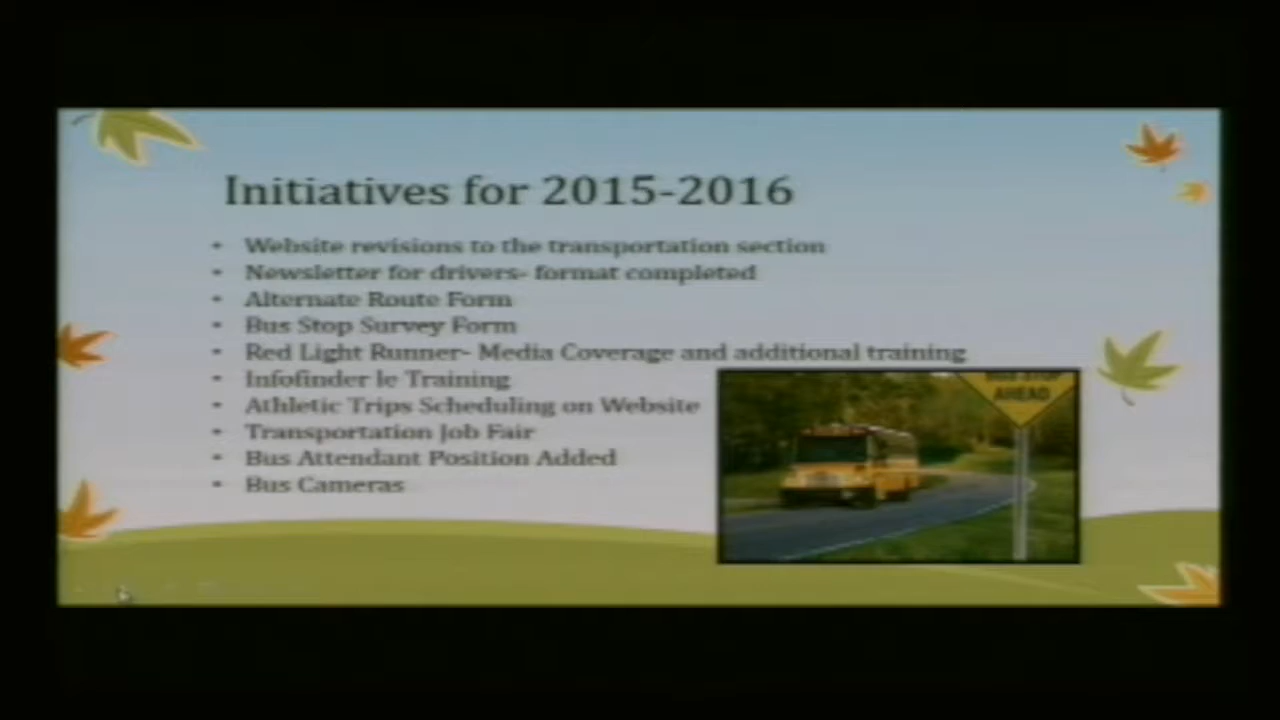 Initiatives for 2015-2016
• Website revisions to the transportation section
• Newsletter for drivers- format completed
• Alternate Route Form
• Bus Stop Survey Form
• Red Light Runner- Media Coverage and additional training
• Infofinder le Training
• Athletic Trips Scheduling on Website
• Transportation Job Fair
• Bus Attendant Position Added
• Bus Cameras
AHEAD